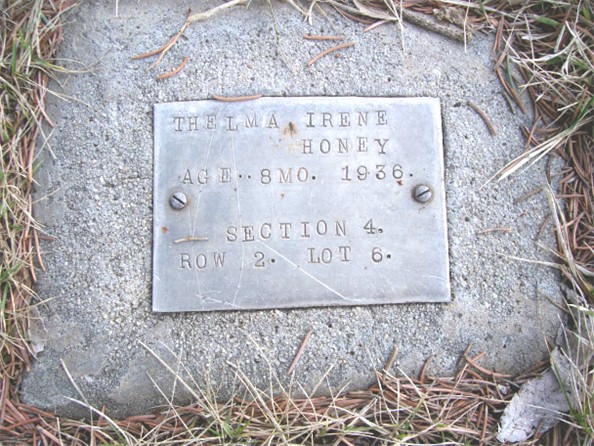 THELMA IRENE
HONEY
AGE.. 8MO. 1936.
SECTION 4.
ROW 2. LOT 6.